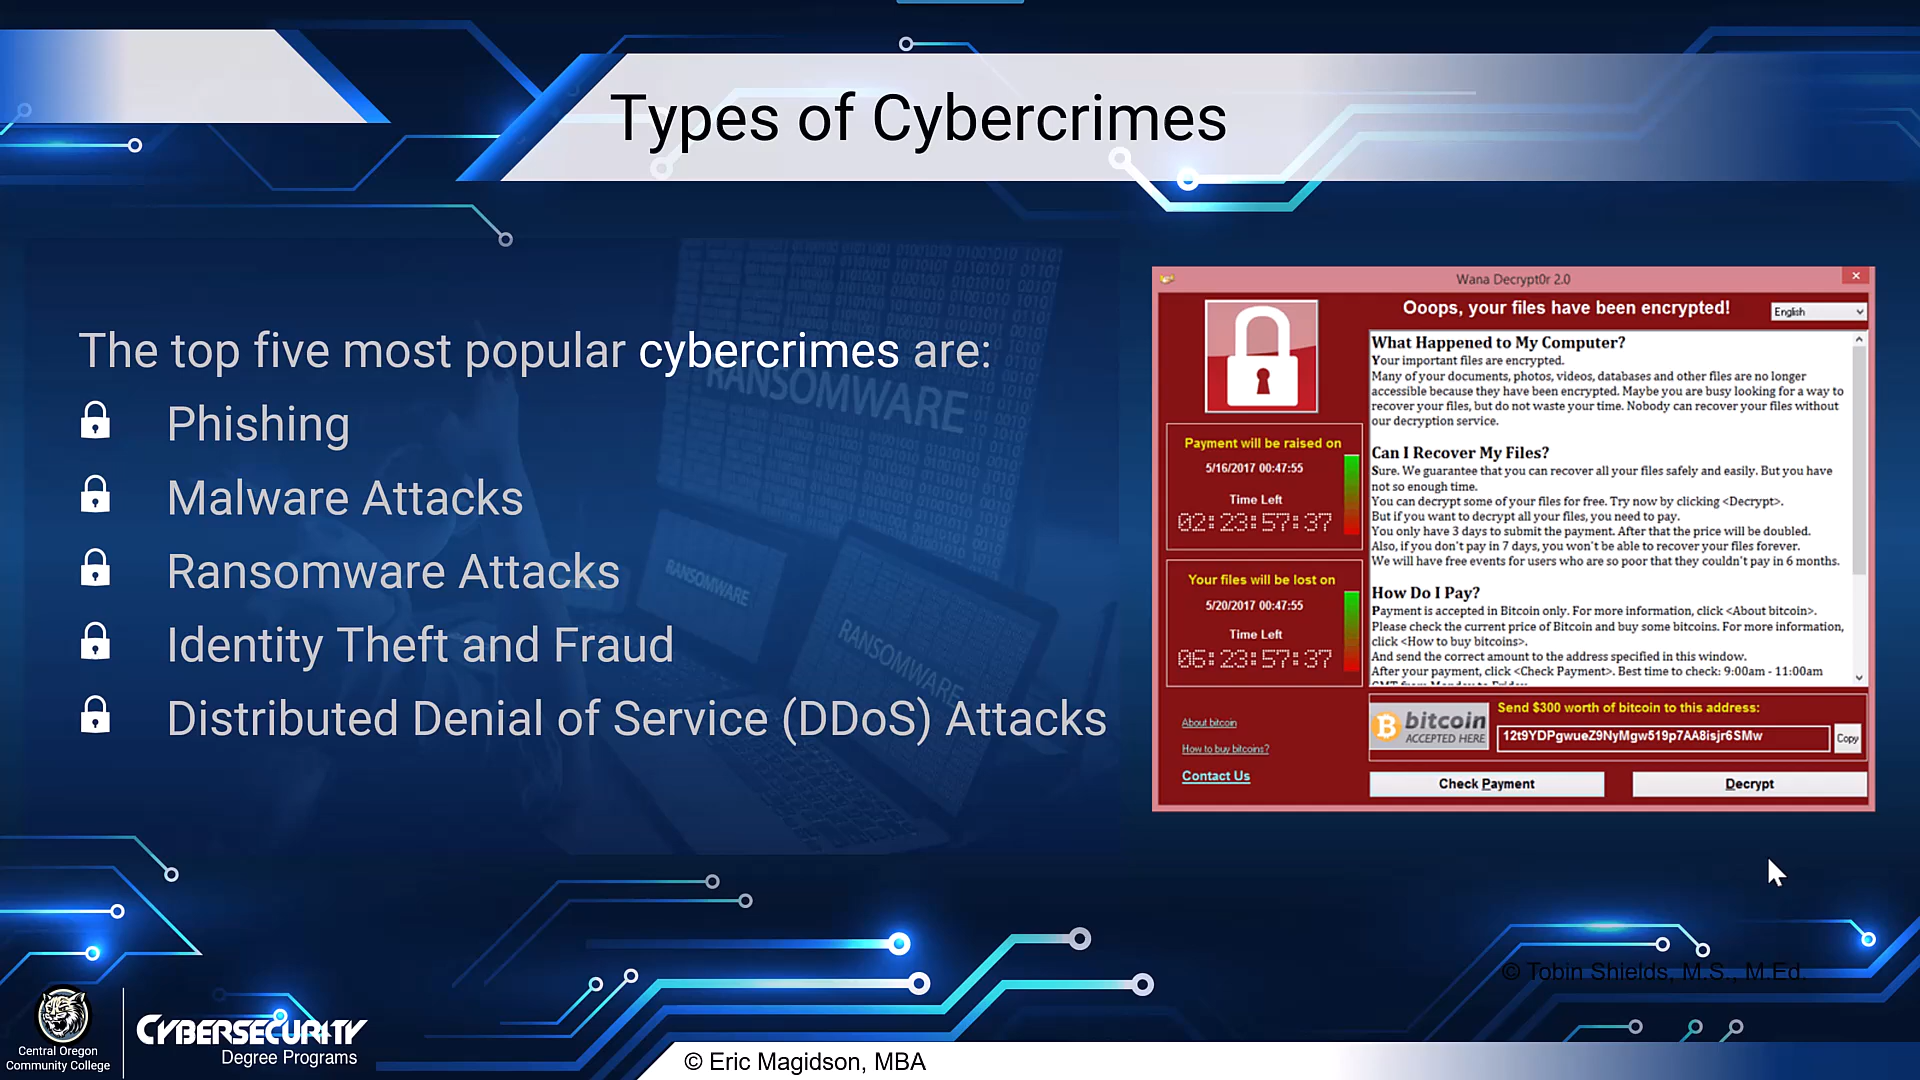 Types of Cybercrimes
The top five most popular cybercrimes are:
Phishing
Malware Attacks
Ransomware Attacks
Identity Theft and Fraud
Distributed Denial of Service (DDoS) Attacks
RANSOMWARE
RANSOMWARE
RANSOMWARE
Wana Decrypt0r 2.0
Ooops, your files have been encrypted!
English
Payment will be raised on
5/16/2017 00:47:55
Time Left
02:23:57:37
Your files will be lost on
5/20/2017 00:47:55
Time Left
06:23:57:37
About bitcoin
How to buy bitcoins?
Contact Us
What Happened to My Computer?
Your important files are encrypted.
Many of your documents, photos, videos, databases and other files are no longer
accessible because they have been encrypted. Maybe you are busy looking for a way to
recover your files, but do not waste your time. Nobody can recover your files without
our decryption service.
Can I Recover My Files?
Sure. We guarantee that you can recover all your files safely and easily. But you have
not so enough time.
You can decrypt some of your files for free. Try now by clicking <Decrypt>.
But if you want to decrypt all your files, you need to pay.
You only have 3 days to submit the payment. After that the price will be doubled.
Also, if you don't pay in 7 days, you won't be able to recover your files forever.
We will have free events for users who are so poor that they couldn't pay in 6 months.
How Do I Pay?
Payment is accepted in Bitcoin only. For more information, click <About bitcoin>.
Please check the current price of Bitcoin and buy some bitcoins. For more information,
click <How to buy bitcoins>.
And send the correct amount to the address specified in this window.
After your payment, click <Check Payment>. Best time to check: 9:00am - 11:00am
bitcoin
ACCEPTED HERE
Send $300 worth of bitcoin to this address:
12t9YDPgwueZ9NyMgw519p7AA8isjr6SMw
Copy
Check Payment
Decrypt
© Tobin Shields, M.S., M.Ed.
Central Oregon
Community College
CYBERSECURITY
Degree Programs
© Eric Magidson, MBA